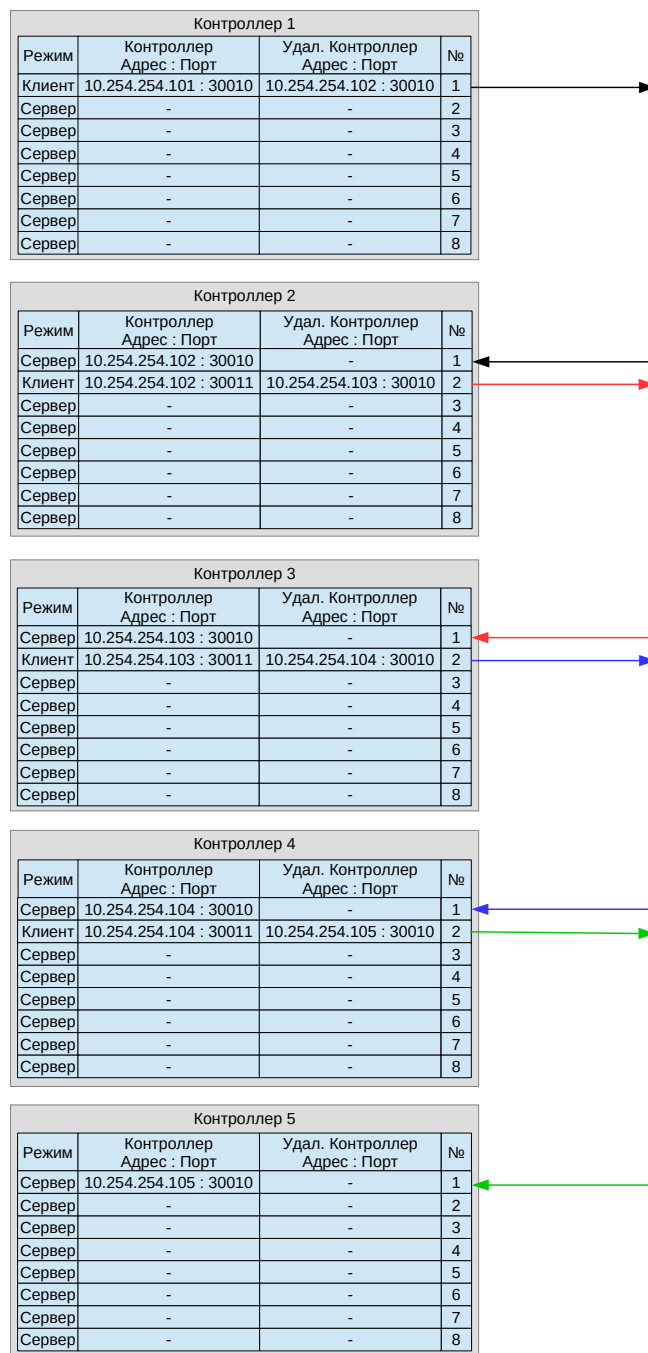 Контроллер 1
Режим Контроллер Удал. Контроллер №
Адрес : Порт Адрес : Порт
Клиент 10.254.254.101 : 30010 10.254.254.102 : 30010 1
Сервер - - 2
Сервер - - 3
Сервер - - 4
Сервер - - 5
Сервер - - 6
Сервер - - 7
Сервер - - 8
Контроллер 2
Режим Контроллер Удал. Контроллер №
Адрес : Порт Адрес : Порт
Сервер 10.254.254.102 : 30010 - 1
Клиент 10.254.254.102 : 30011 10.254.254.103 : 30010 2
Сервер - - 3
Сервер - - 4
Сервер - - 5
Сервер - - 6
Сервер - - 7
Сервер - - 8
Контроллер 3
Режим Контроллер Удал. Контроллер №
Адрес : Порт Адрес : Порт
Сервер 10.254.254.103 : 30010 - 1
Клиент 10.254.254.103 : 30011 10.254.254.104 : 30010 2
Сервер - - 3
Сервер - - 4
Сервер - - 5
Сервер - - 6
Сервер - - 7
Сервер - - 8
Контроллер 4
Режим Контроллер Удал. Контроллер №
Адрес : Порт Адрес : Порт
Сервер 10.254.254.104 : 30010 - 1
Клиент 10.254.254.104 : 30011 10.254.254.105 : 30010 2
Сервер - - 3
Сервер - - 4
Сервер - - 5
Сервер - - 6
Сервер - - 7
Сервер - - 8
Контроллер 5
Режим Контроллер Удал. Контроллер №
Адрес : Порт Адрес : Порт
Сервер 10.254.254.105 : 30010 - 1
Сервер - - 2
Сервер - - 3
Сервер - - 4
Сервер - - 5
Сервер - - 6
Сервер - - 7
Сервер - - 8